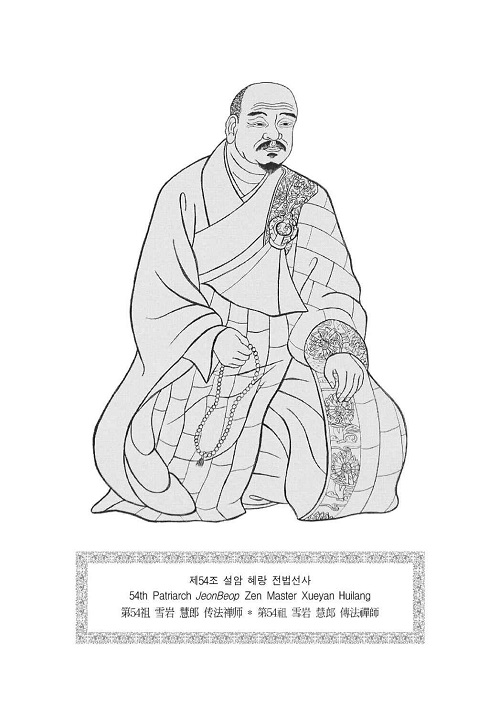 제54조 설암 혜랑 전법선사
54th Patriarch JeonBeop Zen Master Xueyan Huilang
第54祖 雪岩 慧郎 传法禅师 * 第54祖 雪岩 慧郎 傳法禪師